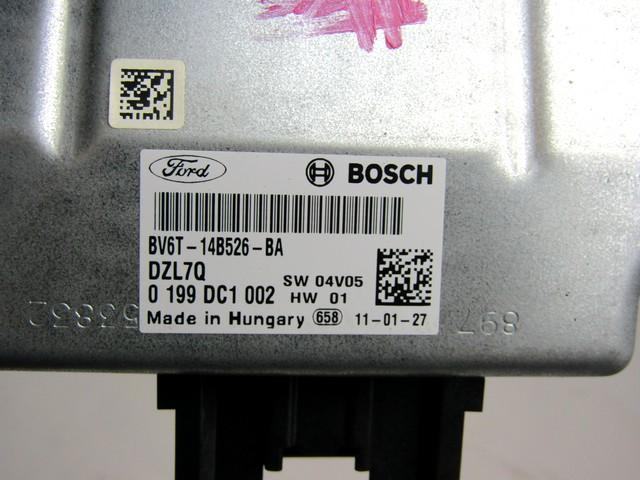 Ford BOSCH
BV6T-14B526-BA
DZL7Q
SW 04V05
0 199 DC1 002
HW 01
Made in Hungary 658 11-01-27